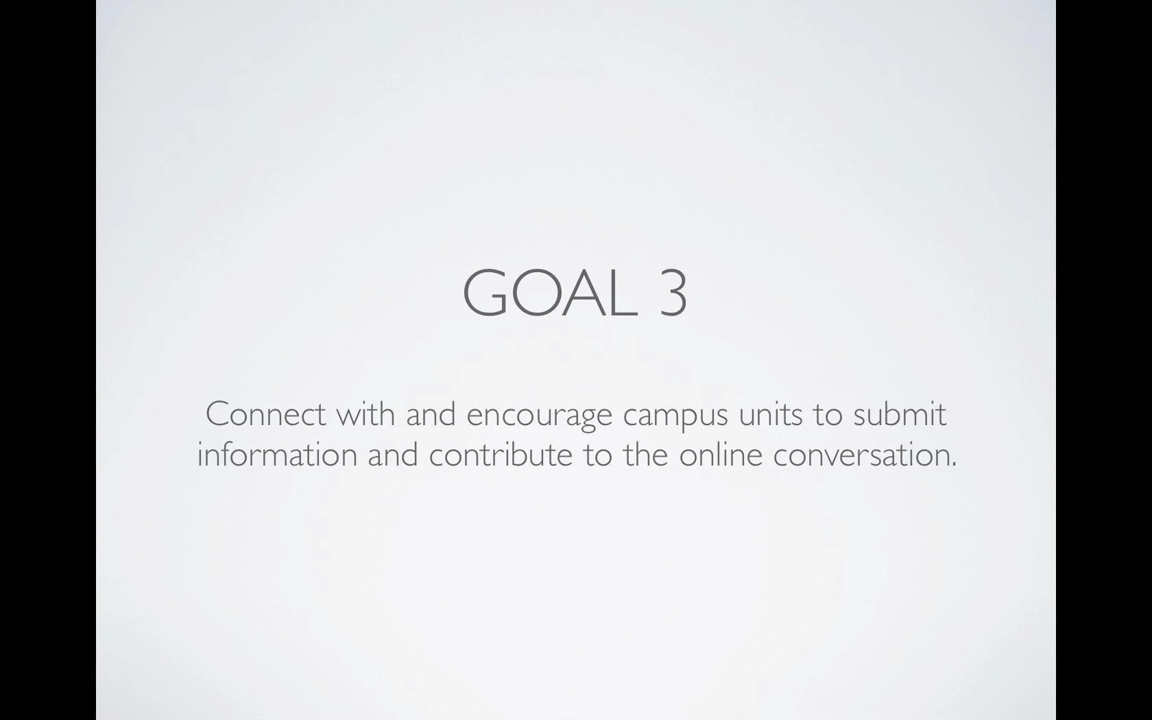 GOAL 3
Connect with and encourage campus units to submit
information and contribute to the online conversation.